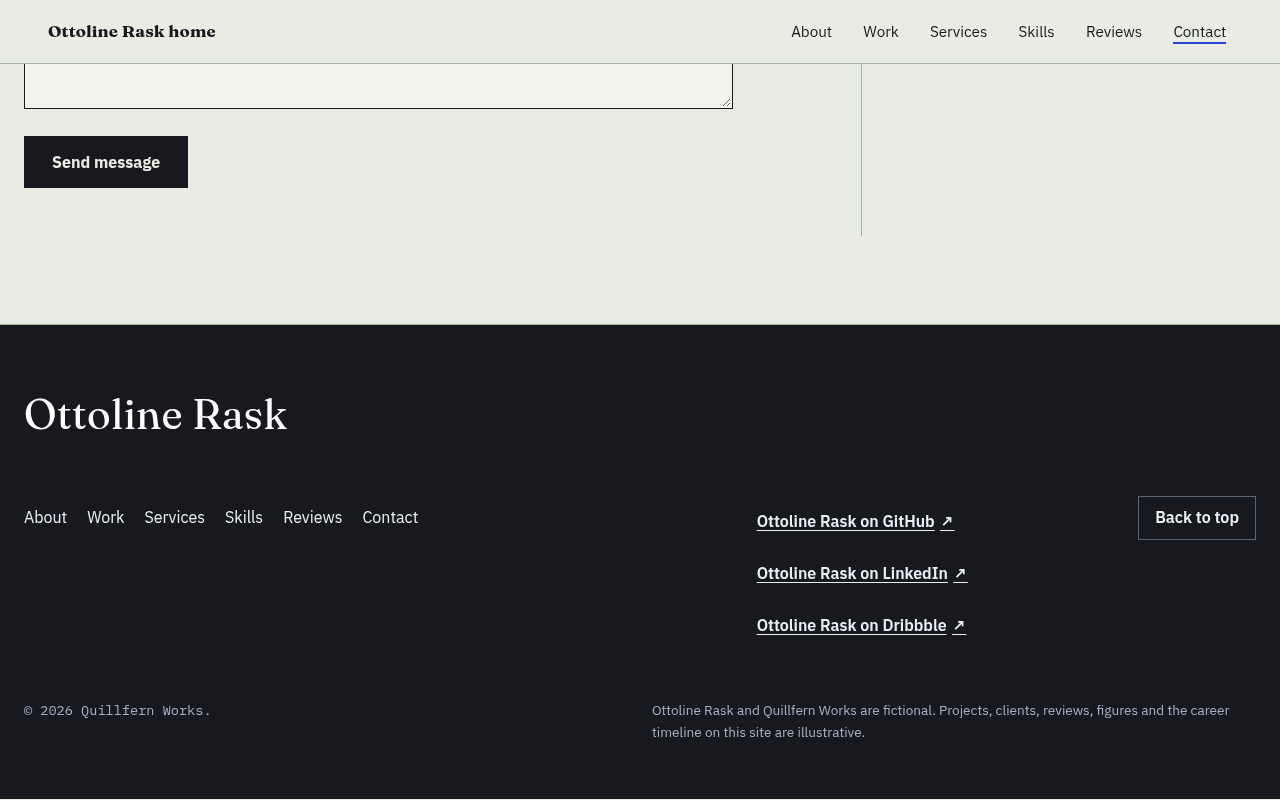 Ottoline Rask home
About Work Services Skills Reviews Contact
Send message
Ottoline Rask
About Work Services Skills Reviews Contact
Ottoline Rask on GitHub ↗
Ottoline Rask on LinkedIn ↗
Ottoline Rask on Dribbble ↗
Back to top
© 2026 Quillfern Works.
Ottoline Rask and Quillfern Works are fictional. Projects, clients, reviews, figures and the career
timeline on this site are illustrative.